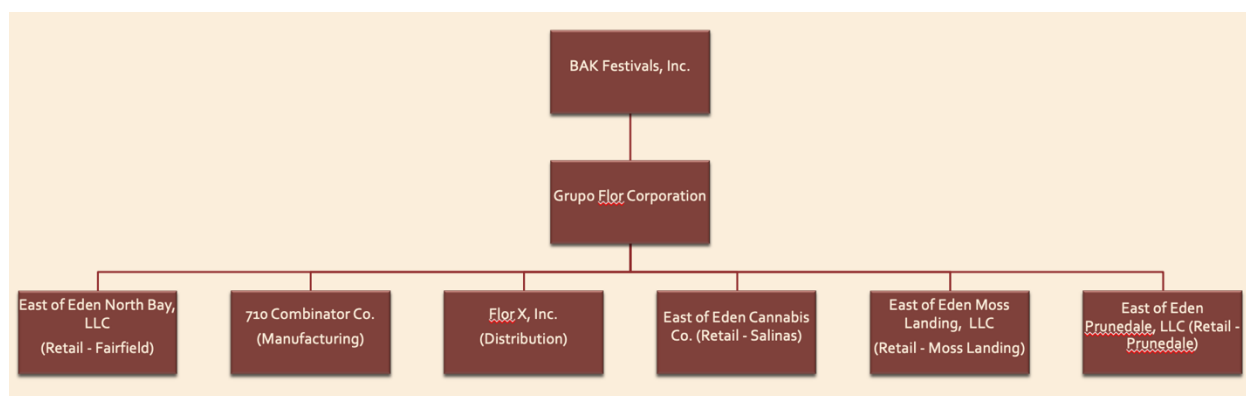 BAK Festivals, Inc.
Grupo Flor Corporation
East of Eden North Bay,
LLC
(Retail - Fairfield)
710 Combinator Co.
(Manufacturing)
Flor X, Inc.
(Distribution)
East of Eden Cannabis
Co. (Retail - Salinas)
East of Eden Moss
Landing, LLC
(Retail - Moss Landing)
East of Eden
Prunedale, LLC (Retail -
Prunedale)